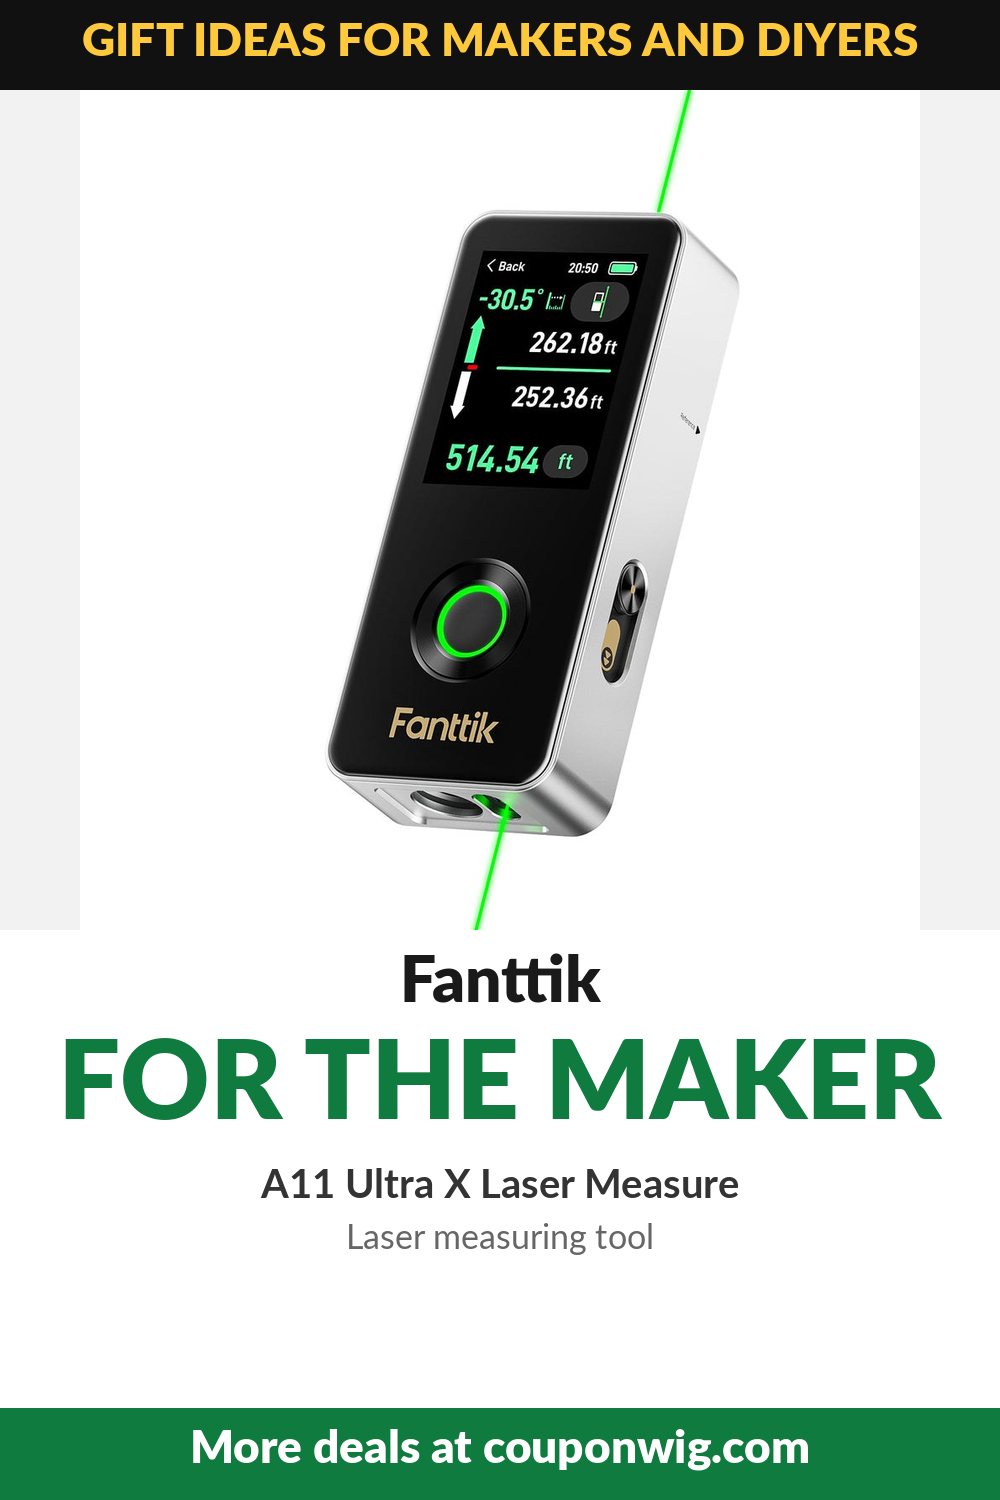 GIFT IDEAS FOR MAKERS AND DIYERS
Back 20:50
-30.5°
262.18 ft
252.36 ft
514.54 ft
Reference
Fanttik
Fanttik
FOR THE MAKER
A11 Ultra X Laser Measure
Laser measuring tool
More deals at couponwig.com